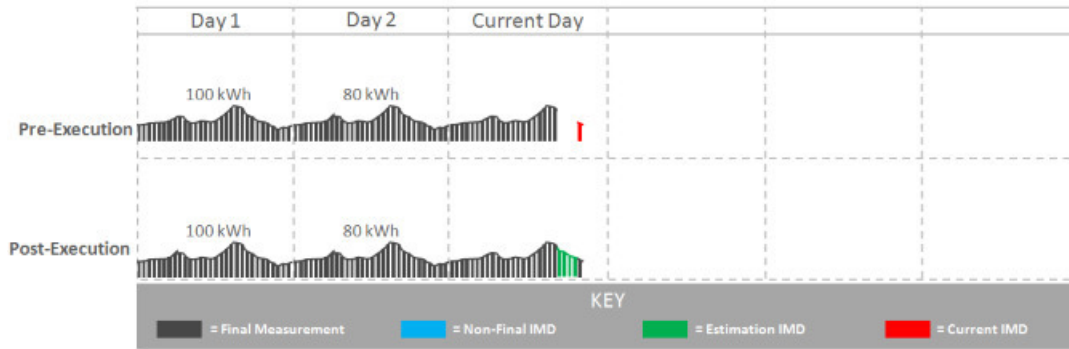 Day 1 Day 2 Current Day
100 kWh 80 kWh
Pre-Execution
100 kWh 80 kWh
Post-Execution
KEY
= Final Measurement = Non-Final IMD = Estimation IMD = Current IMD